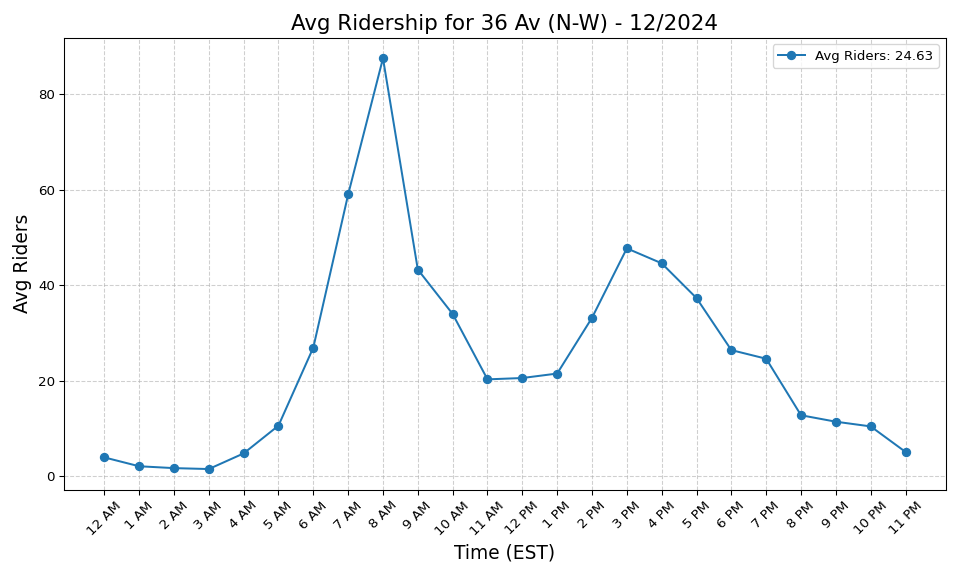 Avg Ridership for 36 Av (N-W) - 12/2024
Avg Riders: 24.63
Avg Riders
80
60
40
20
0
12 AM
1 AM
2 AM
3 AM
4 AM
5 AM
6 AM
7 AM
8 AM
9 AM
10 AM
11 AM
12 PM
1 PM
2 PM
3 PM
4 PM
5 PM
6 PM
7 PM
8 PM
9 PM
10 PM
11 PM
Time (EST)